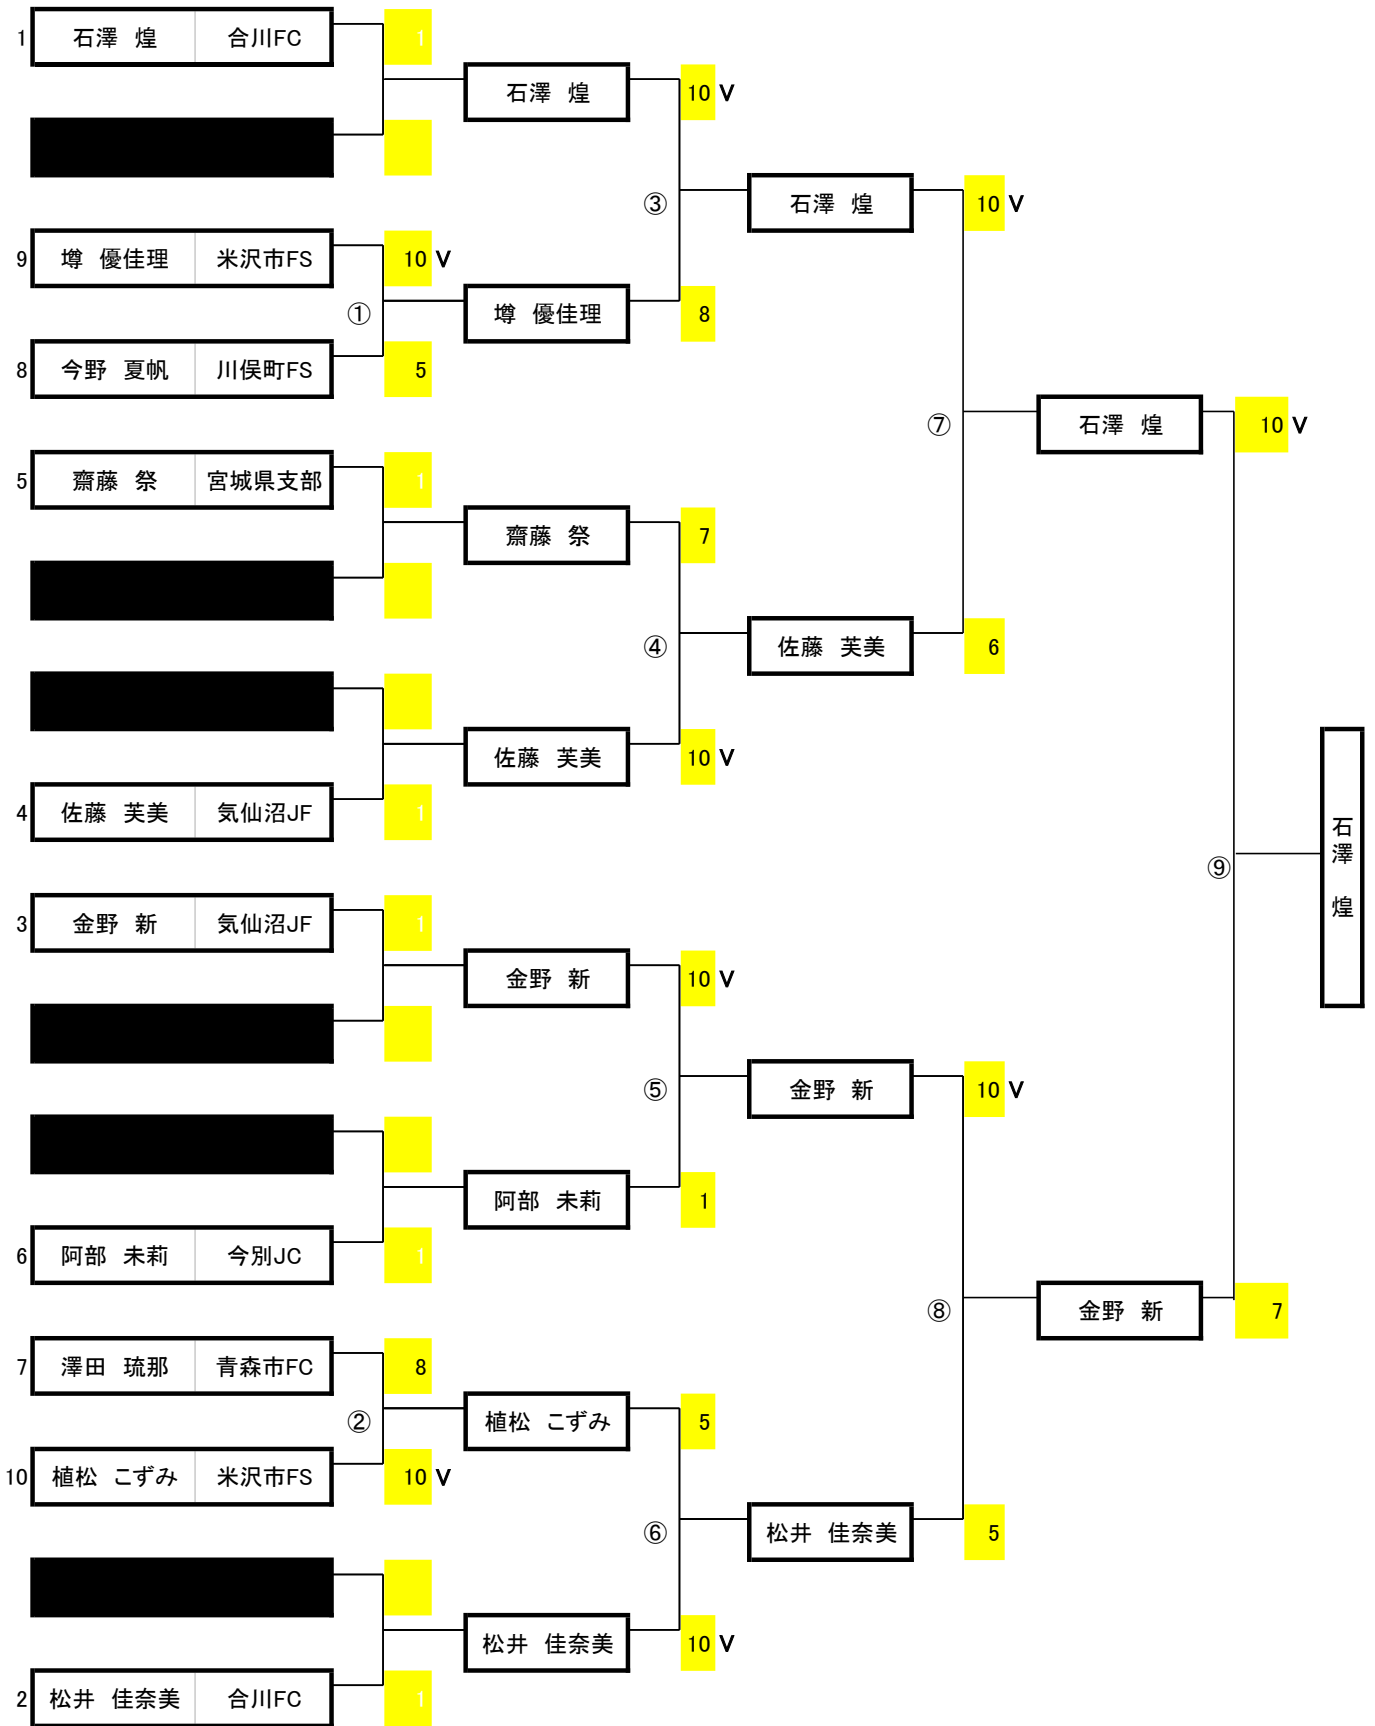 1 石澤 煌 合川FC 1
石澤 煌 10 V
③ 石澤 煌 10 V
9 墫 優佳理 米沢市FS 10 V
① 墫 優佳理 8
8 今野 夏帆 川俣町FS 5
⑦ 石澤 煌 10 V
5 齋藤 祭 宮城県支部 1
齋藤 祭 7
④ 佐藤 芙美 6
佐藤 芙美 10 V
4 佐藤 芙美 気仙沼JF 1
⑨ 石澤 煌
3 金野 新 気仙沼JF 1
金野 新 10 V
⑤ 金野 新 10 V
阿部 未莉 1
6 阿部 未莉 今別JC 1
⑧ 金野 新 7
7 澤田 琉那 青森市FC 8
② 植松 こずみ 5
10 植松 こずみ 米沢市FS 10 V
⑥ 松井 佳奈美 5
松井 佳奈美 10 V
2 松井 佳奈美 合川FC 1